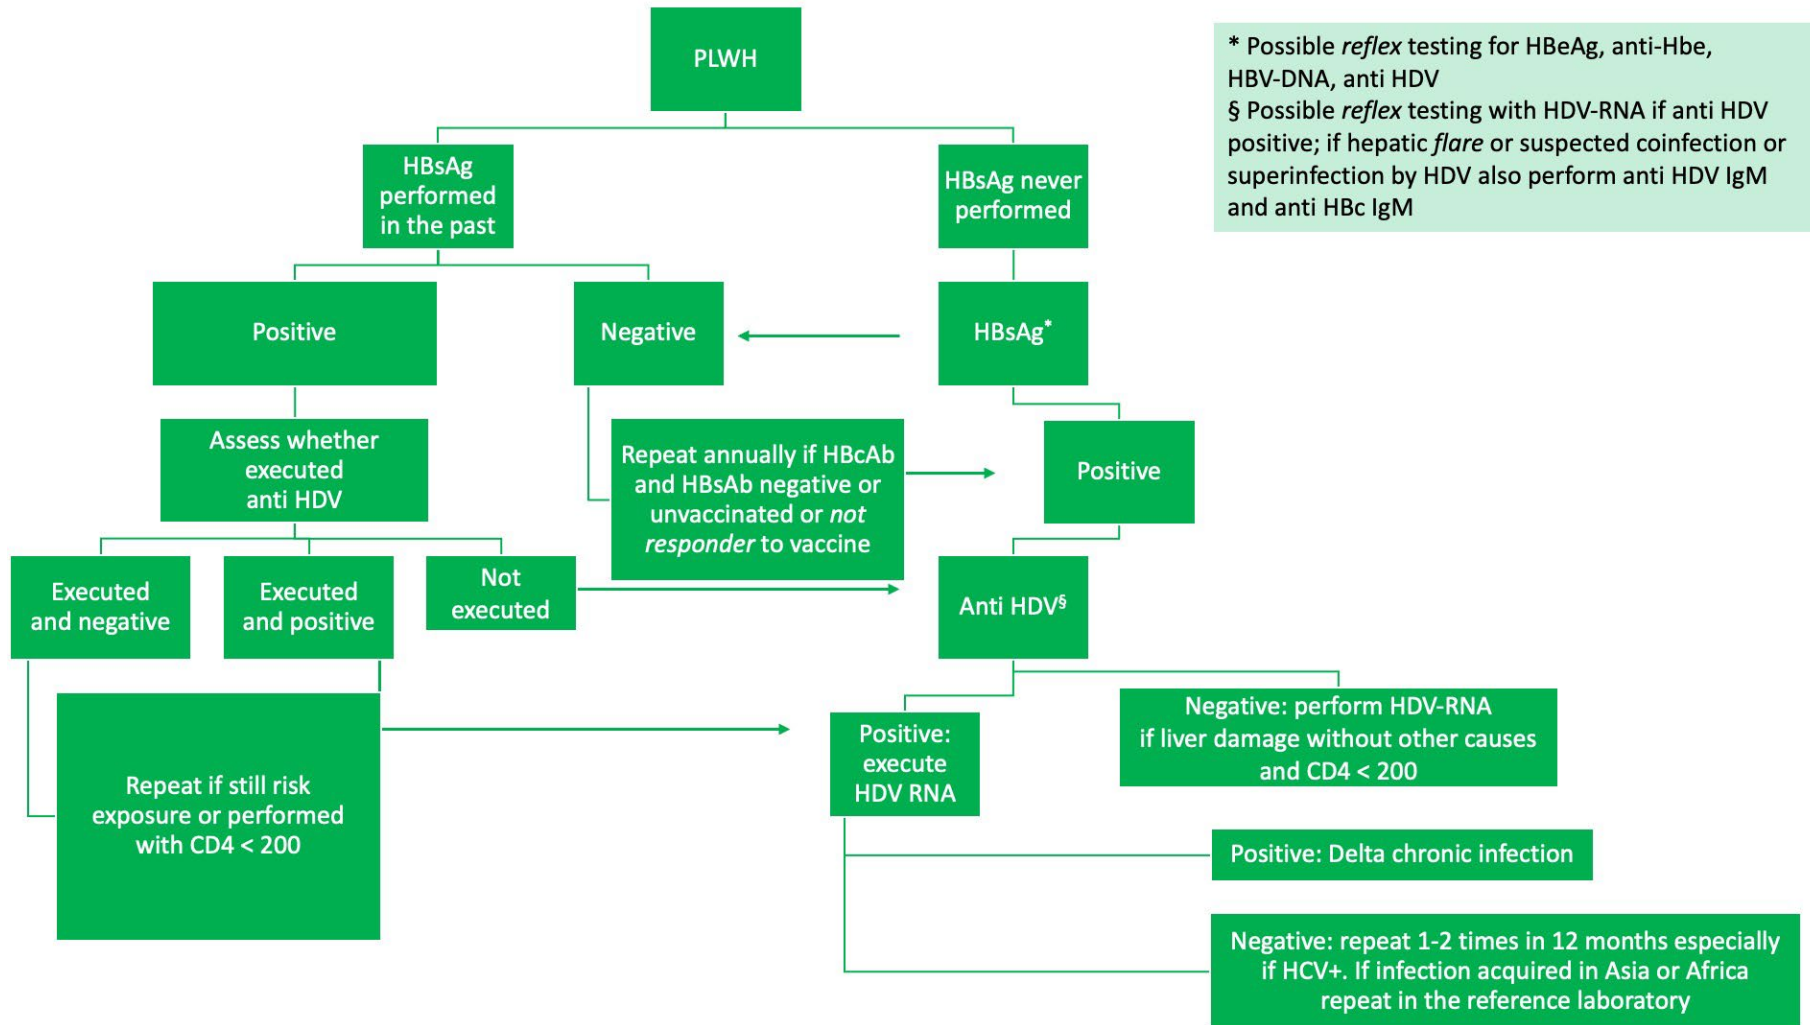 PLWH
* Possible reflex testing for HBeAg, anti-Hbe,
HBV-DNA, anti HDV
§ Possible reflex testing with HDV-RNA if anti HDV
positive; if hepatic flare or suspected coinfection or
superinfection by HDV also perform anti HDV IgM
and anti HBc IgM
HBsAg
performed
in the past
HBsAg never
performed
Positive
Negative
HBsAg*
Assess whether
executed
anti HDV
Repeat annually if HBcAb
and HBsAb negative or
unvaccinated or not
responder to vaccine
Positive
Executed
and negative
Executed
and positive
Not
executed
Anti HDV§
Repeat if still risk
exposure or performed
with CD4 < 200
Positive:
execute
HDV RNA
Negative: perform HDV-RNA
if liver damage without other causes
and CD4 < 200
Positive: Delta chronic infection
Negative: repeat 1-2 times in 12 months especially
if HCV+. If infection acquired in Asia or Africa
repeat in the reference laboratory